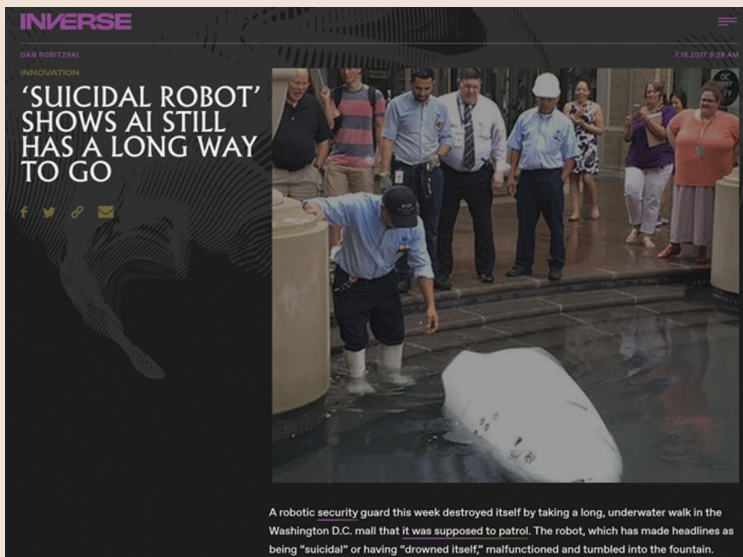 INVERSE
DAN ROBITZSKI
7.18.2017 9:28 AM
INNOVATION
‘SUICIDAL ROBOT’
SHOWS AI STILL
HAS A LONG WAY
TO GO
A robotic security guard this week destroyed itself by taking a long, underwater walk in the
Washington D.C. mall that it was supposed to patrol. The robot, which has made headlines as
being “suicidal” or having “drowned itself,” malfunctioned and tumbled into the fountain.